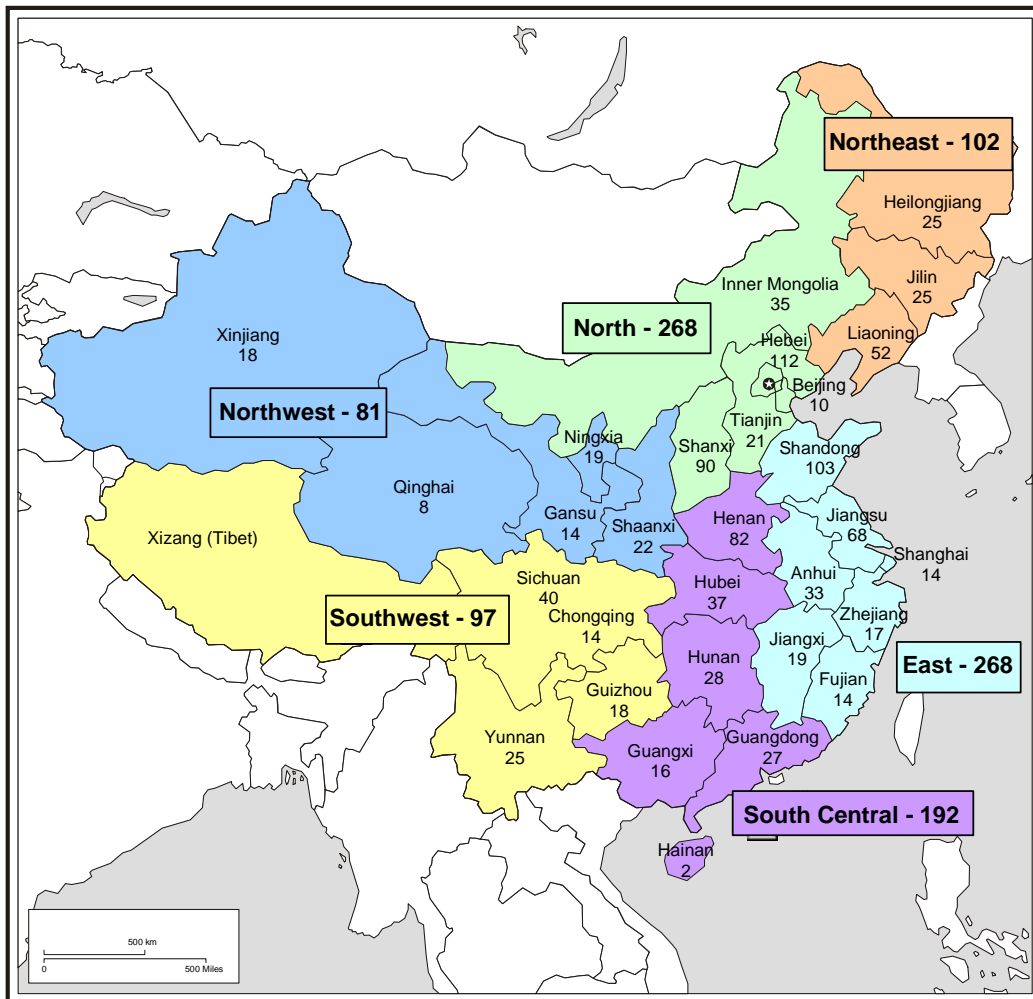 Northeast - 102
Heilongjiang
25
Jilin
25
Inner Mongolia
35
Liaoning
52
North - 268
Hebei
112
Xinjiang
18
Beijing
10
Northwest - 81
Tianjin
21
Ningxia
19
Shanxi
90
Shandong
103
Qinghai
8
Gansu
14
Shaanxi
22
Henan
82
Jiangsu
68
Xizang (Tibet)
Shanghai
14
Anhui
33
Sichuan
40
Hubei
37
Southwest - 97
Chongqing
14
Zhejiang
17
Jiangxi
19
Hunan
28
East - 268
Fujian
14
Guizhou
18
Yunnan
25
Guangxi
16
Guangdong
27
South Central - 192
Hainan
2
500 km
0
500 Miles